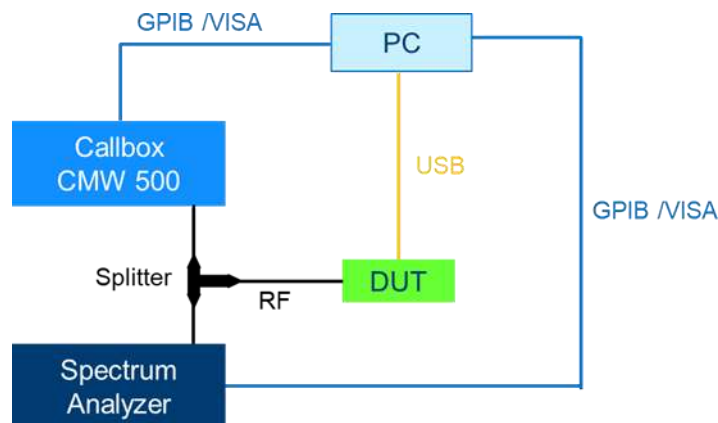 GPIB /VISA
PC
Callbox
CMW 500
USB
GPIB /VISA
Splitter
RF
DUT
Spectrum
Analyzer